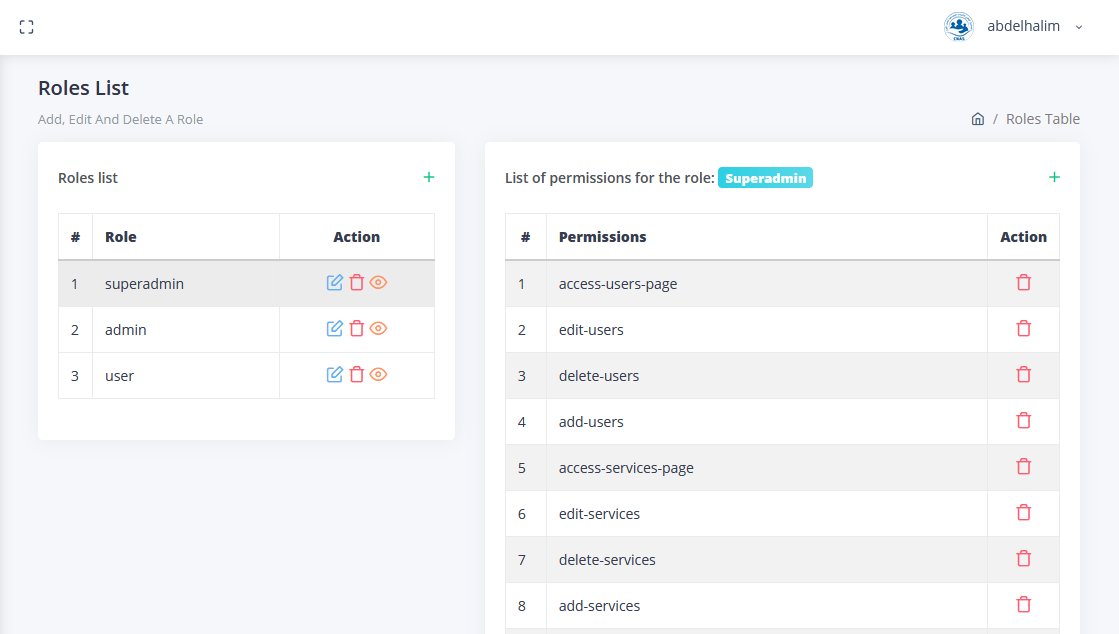 abdelhalim
Roles List
Add, Edit And Delete A Role
/ Roles Table
Roles list
+
# Role Action
1 superadmin
2 admin
3 user
List of permissions for the role: Superadmin
+
# Permissions Action
1 access-users-page
2 edit-users
3 delete-users
4 add-users
5 access-services-page
6 edit-services
7 delete-services
8 add-services